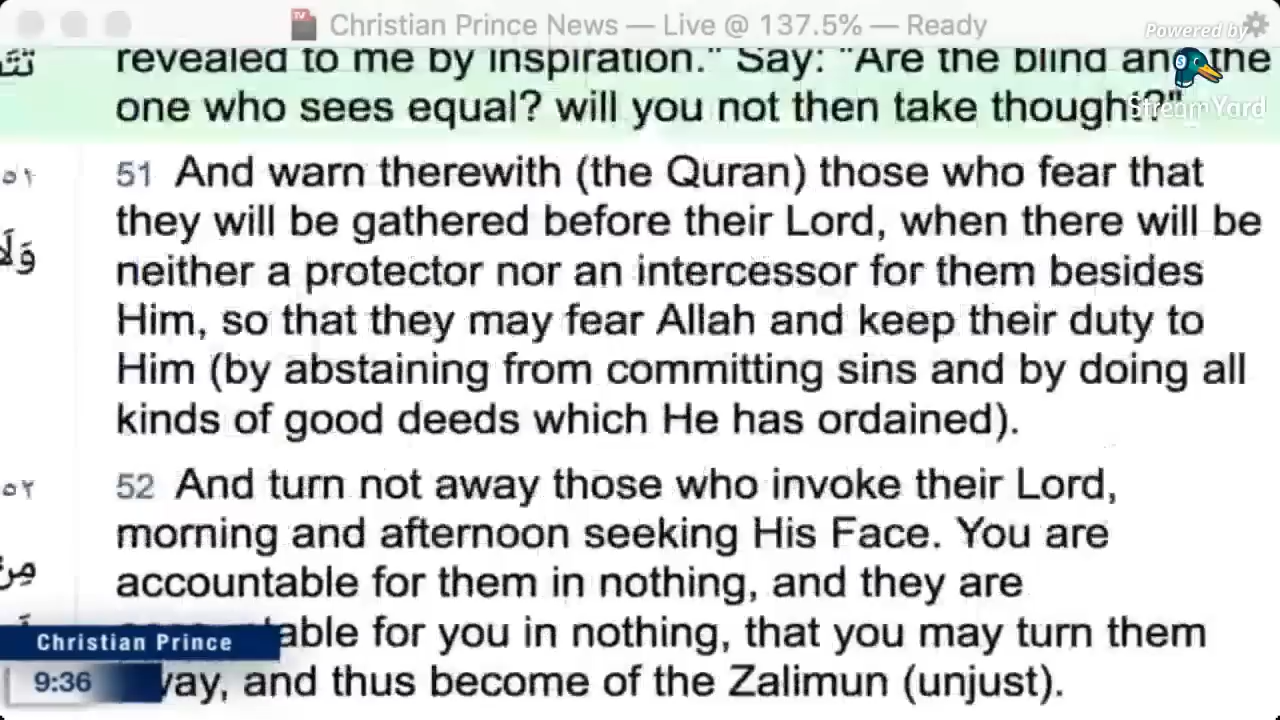 Christian Prince News — Live @ 137.5% — Ready
Powered by
StreamYard
revealed to me by inspiration." Say: "Are the blind and the
one who sees equal? will you not then take thought?"
٥١
51 And warn therewith (the Quran) those who fear that
they will be gathered before their Lord, when there will be
وَلَا
neither a protector nor an intercessor for them besides
Him, so that they may fear Allah and keep their duty to
Him (by abstaining from committing sins and by doing all
kinds of good deeds which He has ordained).
٥٢
52 And turn not away those who invoke their Lord,
morning and afternoon seeking His Face. You are
accountable for them in nothing, and they are
able for you in nothing, that you may turn them
way, and thus become of the Zalimun (unjust).
Christian Prince
9:36